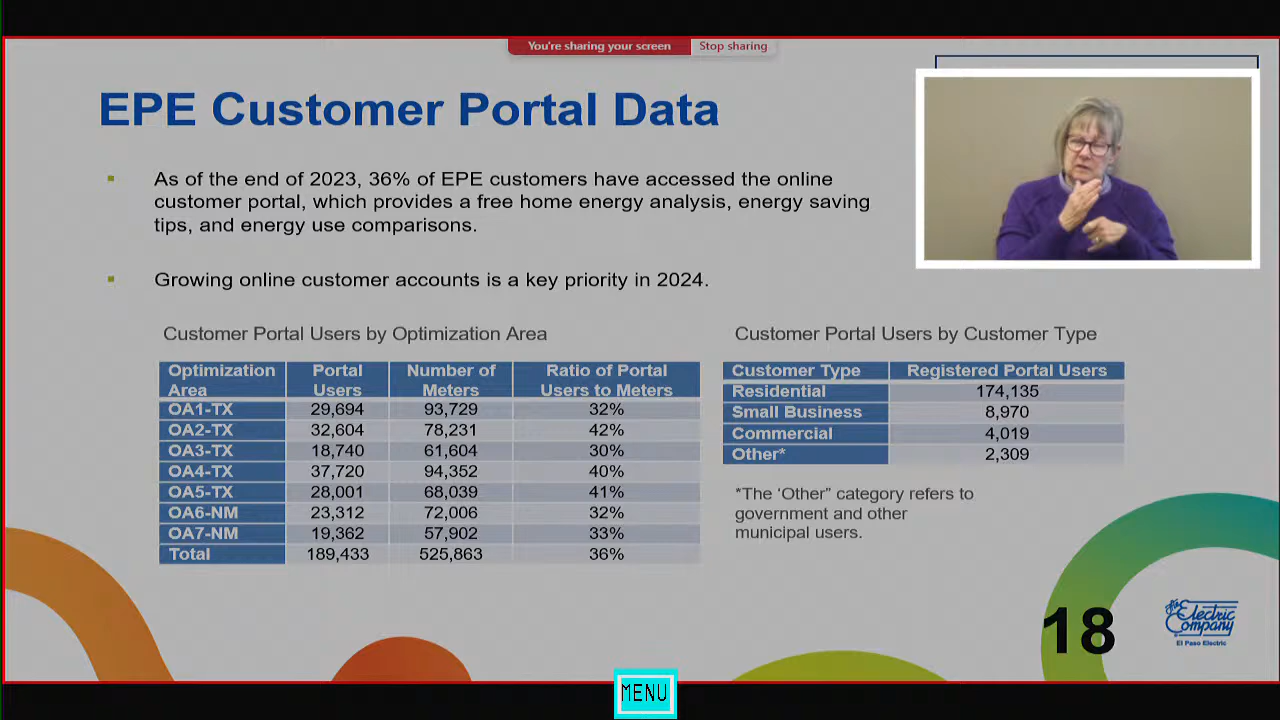 You're sharing your screen
Stop sharing
EPE Customer Portal Data
As of the end of 2023, 36% of EPE customers have accessed the online
customer portal, which provides a free home energy analysis, energy saving
tips, and energy use comparisons.
Growing online customer accounts is a key priority in 2024.
Customer Portal Users by Optimization Area
Optimization Area Portal Users Number of Meters Ratio of Portal Users to Meters
OA1-TX 29,694 93,729 32%
OA2-TX 32,604 78,231 42%
OA3-TX 18,740 61,604 30%
OA4-TX 37,720 94,352 40%
OA5-TX 28,001 68,039 41%
OA6-NM 23,312 72,006 32%
OA7-NM 19,362 57,902 33%
Total 189,433 525,863 36%
Customer Portal Users by Customer Type
Customer Type Registered Portal Users
Residential 174,135
Small Business 8,970
Commercial 4,019
Other* 2,309
*The ‘Other” category refers to
government and other
municipal users.
18
The Electric
Company
El Paso Electric
MENU